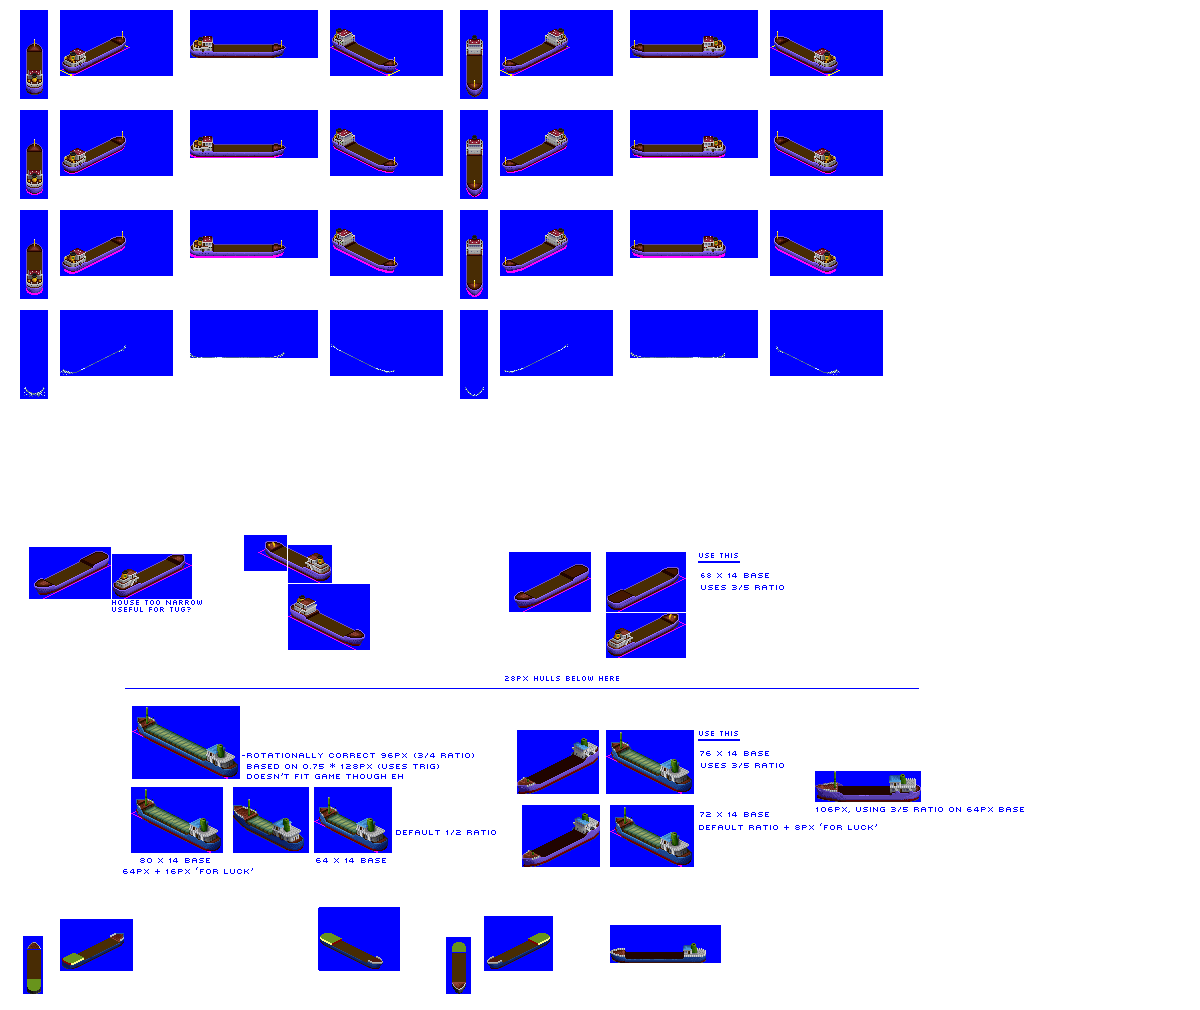 USE THIS
68 X 14 BASE
USES 3/5 RATIO
HOUSE TOO NARROW
USEFUL FOR TUG?
28PX HULLS BELOW HERE
USE THIS
-ROTATIONALLY CORRECT 96PX (3/4 RATIO)
BASED ON 0.75 * 128PX (USES TRIG)
DOESN'T FIT GAME THOUGH EH
76 X 14 BASE
USES 3/5 RATIO
106PX, USING 3/5 RATIO ON 64PX BASE
72 X 14 BASE
DEFAULT RATIO + 8PX 'FOR LUCK'
DEFAULT 1/2 RATIO
80 X 14 BASE
64PX + 16PX 'FOR LUCK'
64 X 14 BASE